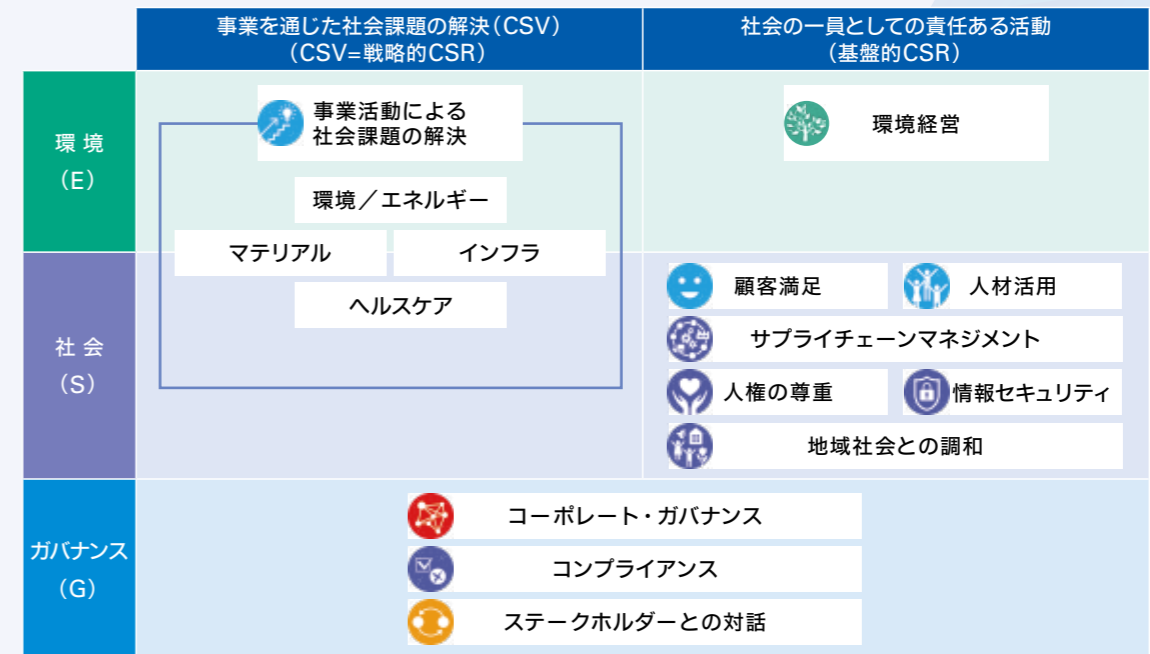 事業を通じた社会課題の解決(CSV)
(CSV=戦略的CSR)
社会の一員としての責任ある活動
(基盤的CSR)
環 境
(E)
事業活動による
社会課題の解決
環境/エネルギー
マテリアル
インフラ
ヘルスケア
環境経営
社 会
(S)
顧客満足
人材活用
サプライチェーンマネジメント
人権の尊重
情報セキュリティ
地域社会との調和
ガバナンス
(G)
コーポレート・ガバナンス
コンプライアンス
ステークホルダーとの対話